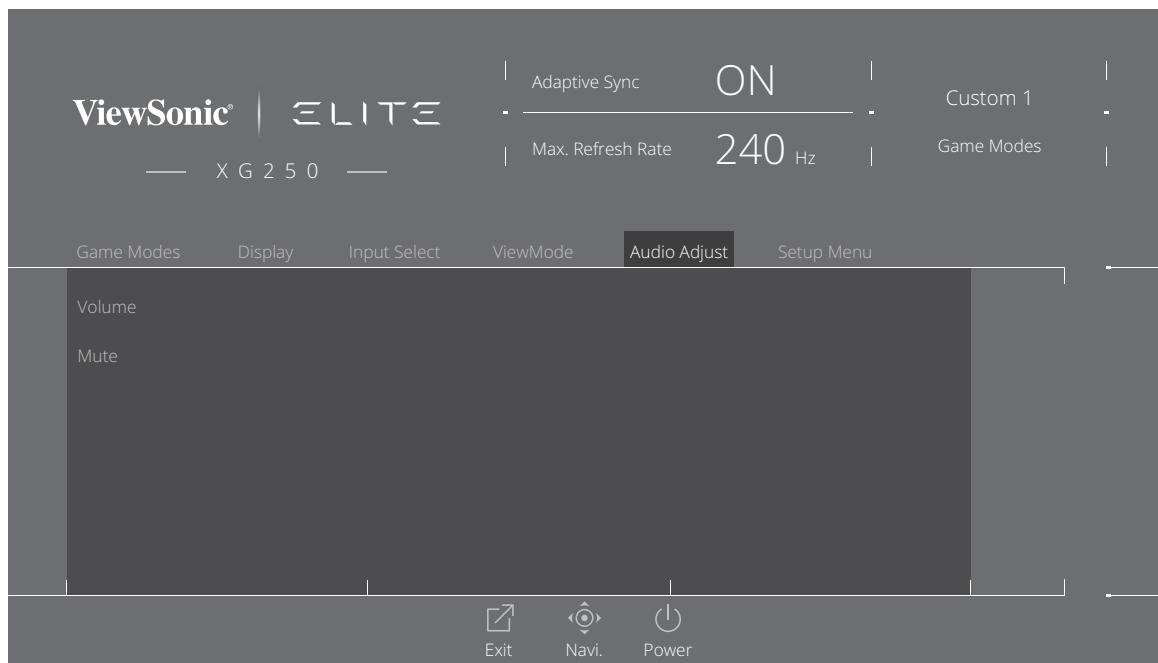 ViewSonic® | ELITE
XG250
Adaptive Sync ON
Max. Refresh Rate 240 Hz
Custom 1
Game Modes
Game Modes Display Input Select ViewMode Audio Adjust Setup Menu
Volume
Mute
Exit Navi. Power